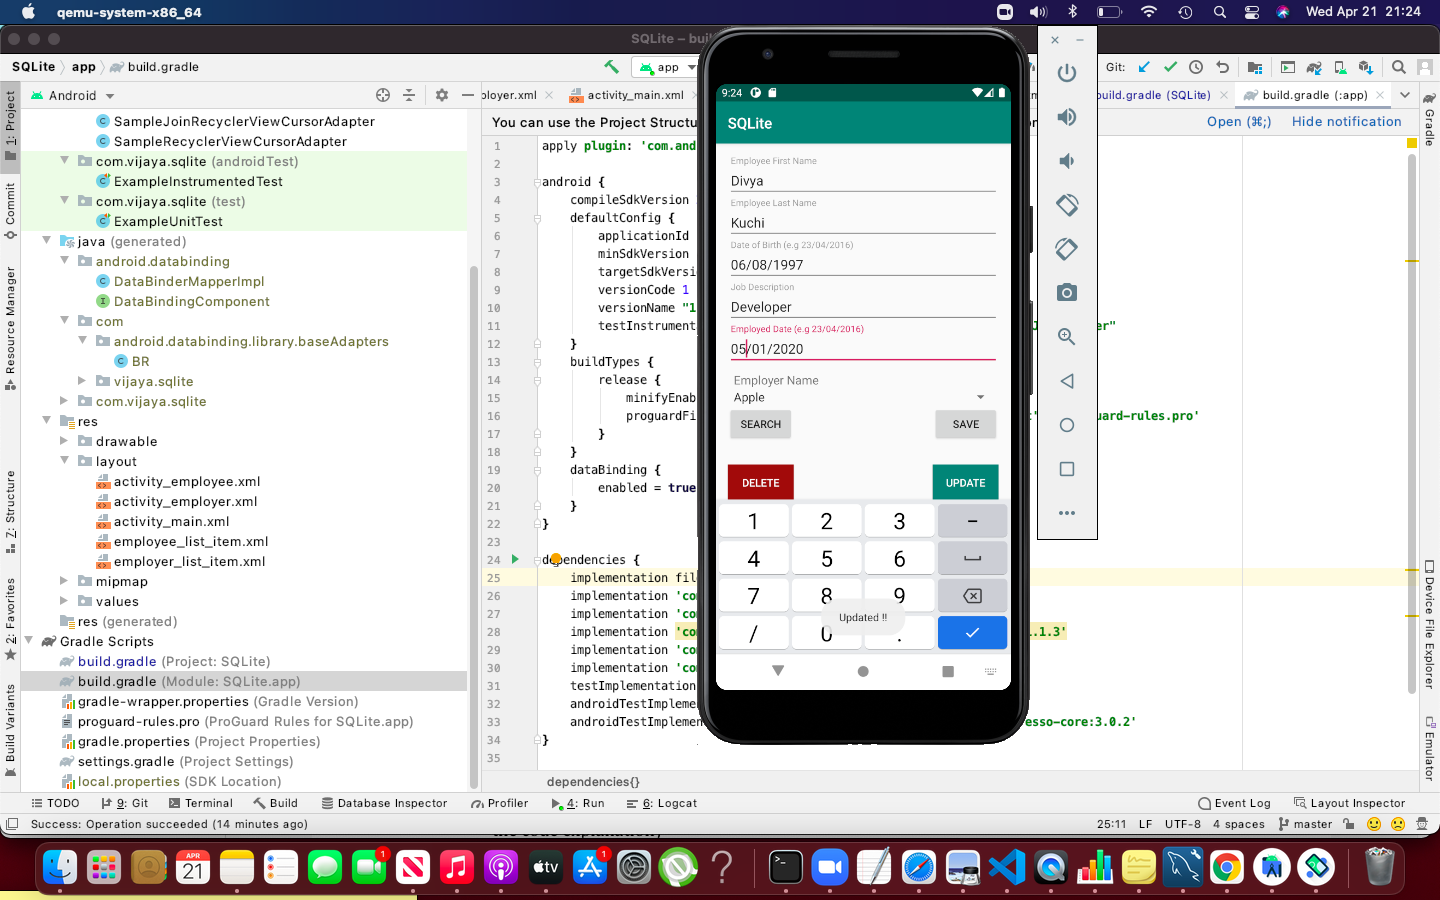 qemu-system-x86_64
Wed Apr 21 21:24
SQLite – bui
SQLite
app
build.gradle
app
Git:
1: Project
Commit
Resource Manager
Z: Structure
2: Favorites
Build Variants
Android
SampleJoinRecyclerViewCursorAdapter
SampleRecyclerViewCursorAdapter
com.vijaya.sqlite (androidTest)
ExampleInstrumentedTest
com.vijaya.sqlite (test)
ExampleUnitTest
java (generated)
android.databinding
DataBinderMapperImpl
DataBindingComponent
com
android.databinding.library.baseAdapters
BR
vijaya.sqlite
com.vijaya.sqlite
res
drawable
layout
activity_employee.xml
activity_employer.xml
activity_main.xml
employee_list_item.xml
employer_list_item.xml
mipmap
values
res (generated)
Gradle Scripts
build.gradle (Project: SQLite)
build.gradle (Module: SQLite.app)
gradle-wrapper.properties (Gradle Version)
proguard-rules.pro (ProGuard Rules for SQLite.app)
gradle.properties (Project Properties)
settings.gradle (Project Settings)
local.properties (SDK Location)
ployer.xml
activity_main.xml
build.gradle (SQLite)
build.gradle (:app)
You can use the Project Structu
Open (⌘;)
Hide notification
1 apply plugin: 'com.and
2
3 android {
4 compileSdkVersion
5 defaultConfig {
6 applicationId
7 minSdkVersion
8 targetSdkVersi
9 versionCode 1
10 versionName "1
11 testInstrument er"
12 }
13 buildTypes {
14 release {
15 minifyEnab
16 proguardFi uard-rules.pro'
17 }
18 }
19 dataBinding {
20 enabled = true
21 }
22 }
23
24 dependencies {
25 implementation fil
26 implementation 'co
27 implementation 'co
28 implementation 'co .1.3'
29 implementation 'co
30 implementation 'co
31 testImplementation
32 androidTestImplemen
33 androidTestImplemen esso-core:3.0.2'
34 }
35
dependencies{}
9:24
SQLite
Employee First Name
Divya
Employee Last Name
Kuchi
Date of Birth (e.g 23/04/2016)
06/08/1997
Job Description
Developer
Employed Date (e.g 23/04/2016)
05/01/2020
Employer Name
Apple
SEARCH
SAVE
DELETE
UPDATE
1 2 3 –
4 5 6
7 8 9
/ 0 .
Updated !!
Gradle
Device File Explorer
Emulator
TODO
9: Git
Terminal
Build
Database Inspector
Profiler
4: Run
6: Logcat
Event Log
Layout Inspector
Success: Operation succeeded (14 minutes ago)
25:11 LF UTF-8 4 spaces master
APR
21
1
tv
1